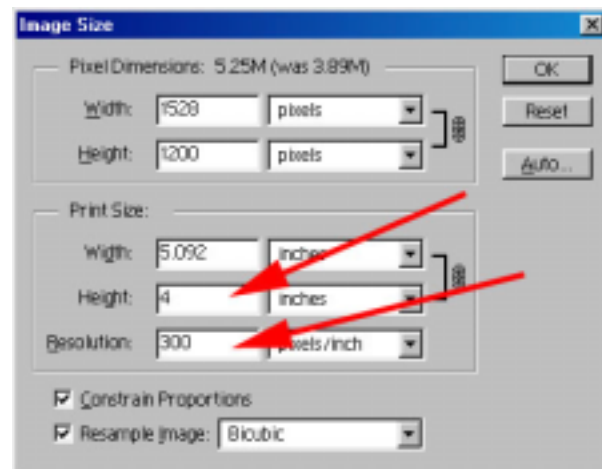 Image Size
Pixel Dimensions: 5.25M (was 3.89M)
OK
Width: 1528 pixels
Reset
Height: 1200 pixels
Auto...
Print Size:
Width: 5.092 inches
Height: 4 inches
Resolution: 300 pixels/inch
Constrain Proportions
Resample Image: Bicubic